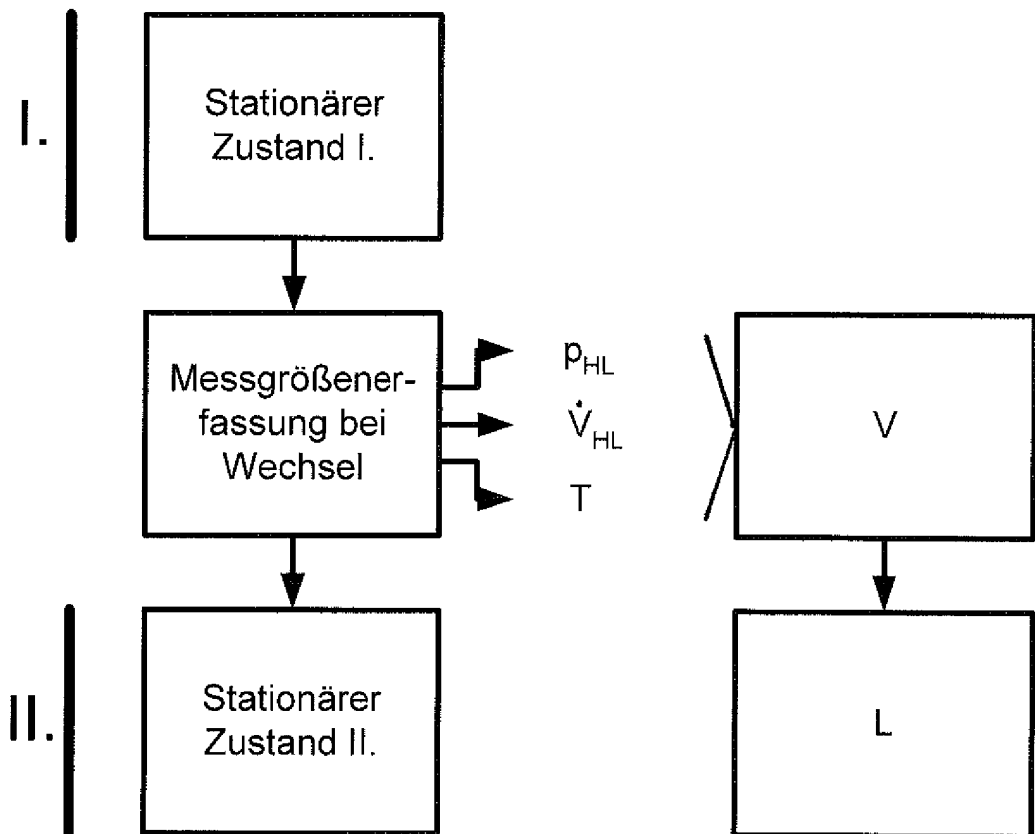 I.
Stationärer
Zustand I.
Messgrößener-
fassung bei
Wechsel
p_HL
V̇_HL
T
V
II.
Stationärer
Zustand II.
L